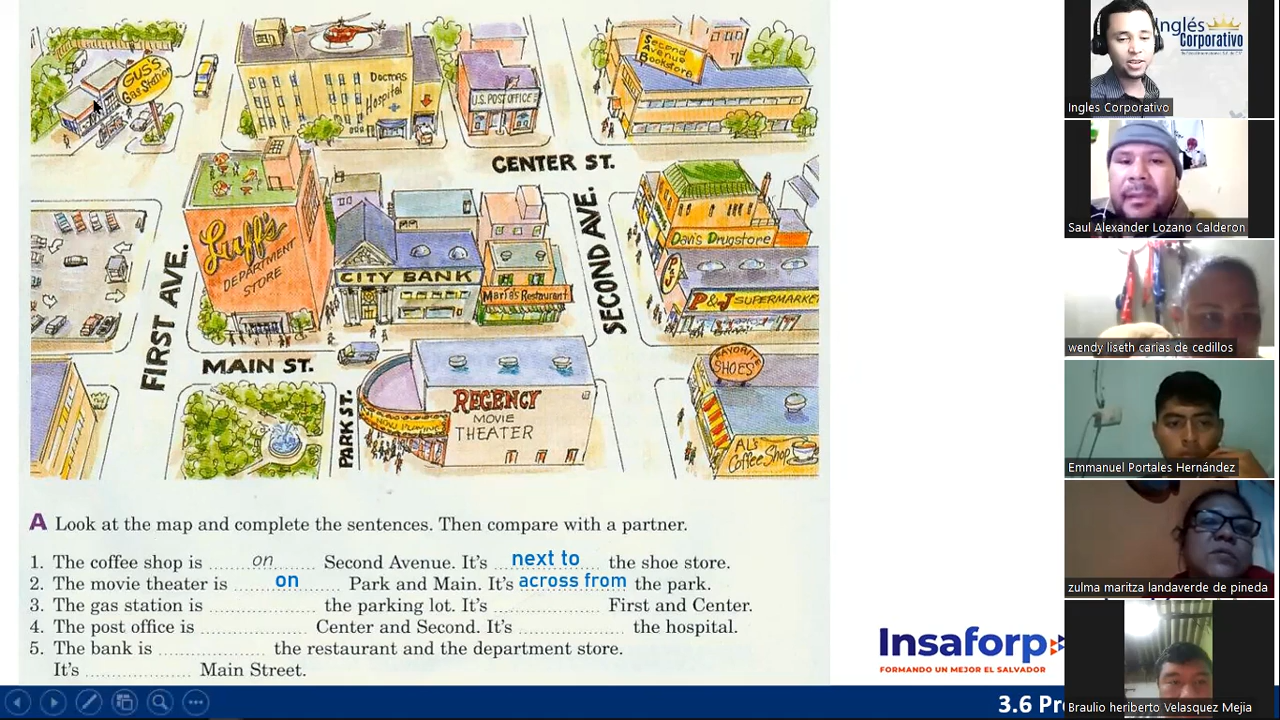 GUS'S
Gas Station
Doctors
Hospital
U.S. POST OFFICE
Second
Avenue
Bookstore
CENTER ST.
Luff's
DEPARTMENT
STORE
CITY BANK
Maria's Restaurant
Dan's Drugstore
P&J SUPERMARKET
FIRST AVE.
SECOND AVE.
MAIN ST.
PARK ST.
NOW PLAYING
REGENCY
MOVIE
THEATER
FAVORITE
SHOES
AL's
Coffee Shop
A Look at the map and complete the sentences. Then compare with a partner.
1. The coffee shop is on Second Avenue. It's next to the shoe store.
2. The movie theater is on Park and Main. It's across from the park.
3. The gas station is .................. the parking lot. It's .................. First and Center.
4. The post office is .................. Center and Second. It's .................. the hospital.
5. The bank is .................. the restaurant and the department store.
It's .................. Main Street.
Insaforp
FORMANDO UN MEJOR EL SALVADOR
3.6 Pr
Inglés
Corporativo
Ingles Corporativo
Saul Alexander Lozano Calderon
wendy liseth carias de cedillos
Emmanuel Portales Hernández
zulma maritza landaverde de pineda
Braulio heriberto Velasquez Mejia